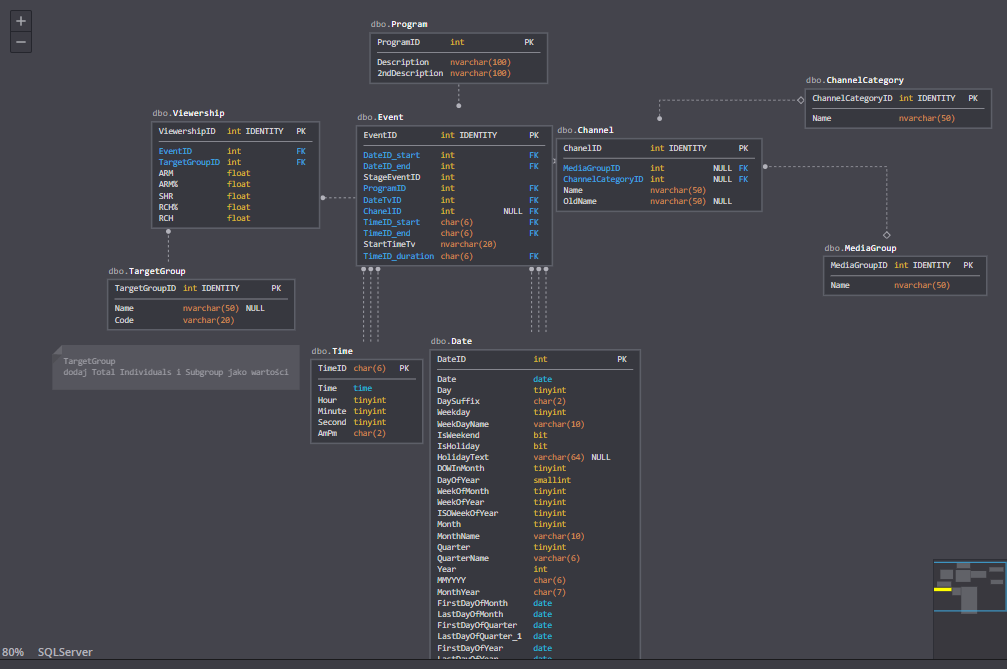 +
−
dbo.Program
ProgramID int PK
Description nvarchar(100)
2ndDescription nvarchar(100)
dbo.ChannelCategory
ChannelCategoryID int IDENTITY PK
Name nvarchar(50)
dbo.Viewership
ViewershipID int IDENTITY PK
EventID int FK
TargetGroupID int FK
ARM float
ARM% float
SHR float
RCH% float
RCH float
dbo.Event
EventID int IDENTITY PK
DateID_start int FK
DateID_end int FK
StageEventID int
ProgramID int FK
DateTvID int FK
ChanelID int NULL FK
TimeID_start char(6) FK
TimeID_end char(6) FK
StartTimeTv nvarchar(20)
TimeID_duration char(6) FK
dbo.Channel
ChanelID int IDENTITY PK
MediaGroupID int NULL FK
ChannelCategoryID int NULL FK
Name nvarchar(50)
OldName nvarchar(50) NULL
dbo.MediaGroup
MediaGroupID int IDENTITY PK
Name nvarchar(50)
dbo.TargetGroup
TargetGroupID int IDENTITY PK
Name nvarchar(50) NULL
Code varchar(20)
TargetGroup
dodaj Total Individuals i Subgroup jako wartości
dbo.Time
TimeID char(6) PK
Time time
Hour tinyint
Minute tinyint
Second tinyint
AmPm char(2)
dbo.Date
DateID int PK
Date date
Day tinyint
DaySuffix char(2)
Weekday tinyint
WeekDayName varchar(10)
IsWeekend bit
IsHoliday bit
HolidayText varchar(64) NULL
DOWInMonth tinyint
DayOfYear smallint
WeekOfMonth tinyint
WeekOfYear tinyint
ISOWeekOfYear tinyint
Month tinyint
MonthName varchar(10)
Quarter tinyint
QuarterName varchar(6)
Year int
MMYYYY char(6)
MonthYear char(7)
FirstDayOfMonth date
LastDayOfMonth date
FirstDayOfQuarter date
LastDayOfQuarter_1 date
FirstDayOfYear date
LastDayOfYear date
80% SQLServer